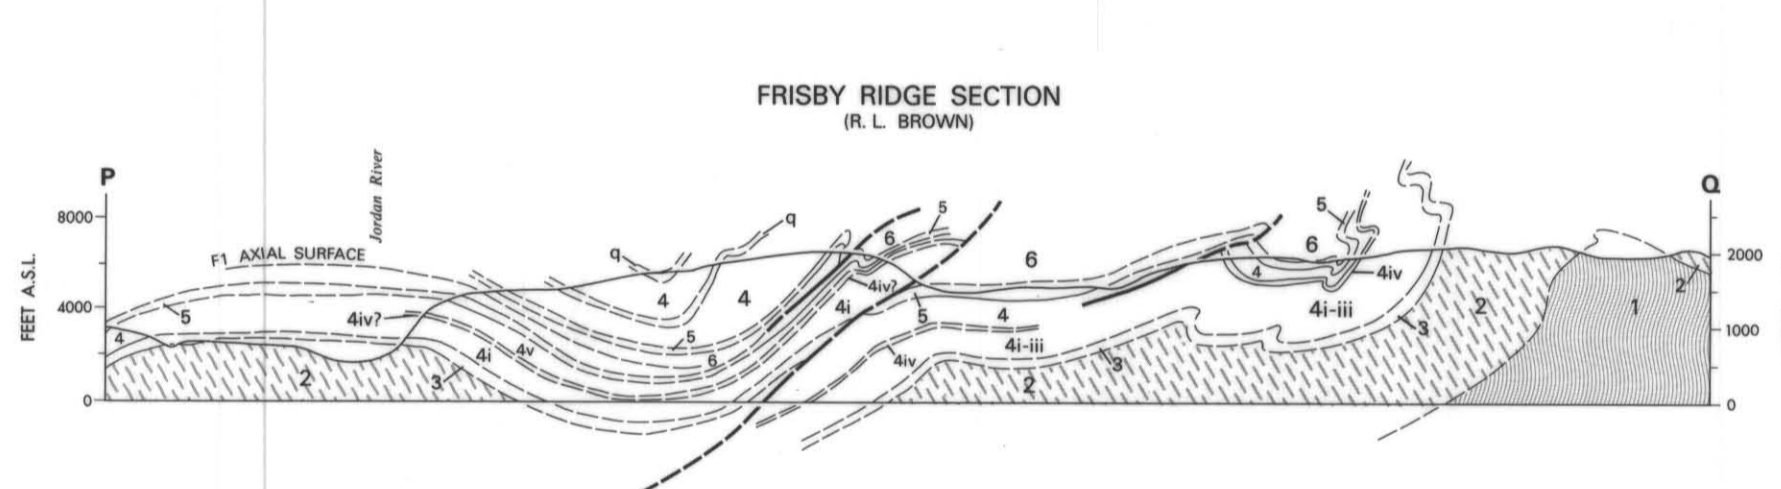 FRISBY RIDGE SECTION
(R. L. BROWN)
P
Q
Jordan River
FEET A.S.L.
8000
4000
0
2000
1000
0
F1 AXIAL SURFACE
q
q
5
6
6
5
6
5
4iv?
4
4
4
4iv
4iv?
4i
4
5
4
4i-iii
4i-iii
2
1
2
3
4i
4v
5
6
4iv
3
2
2
3